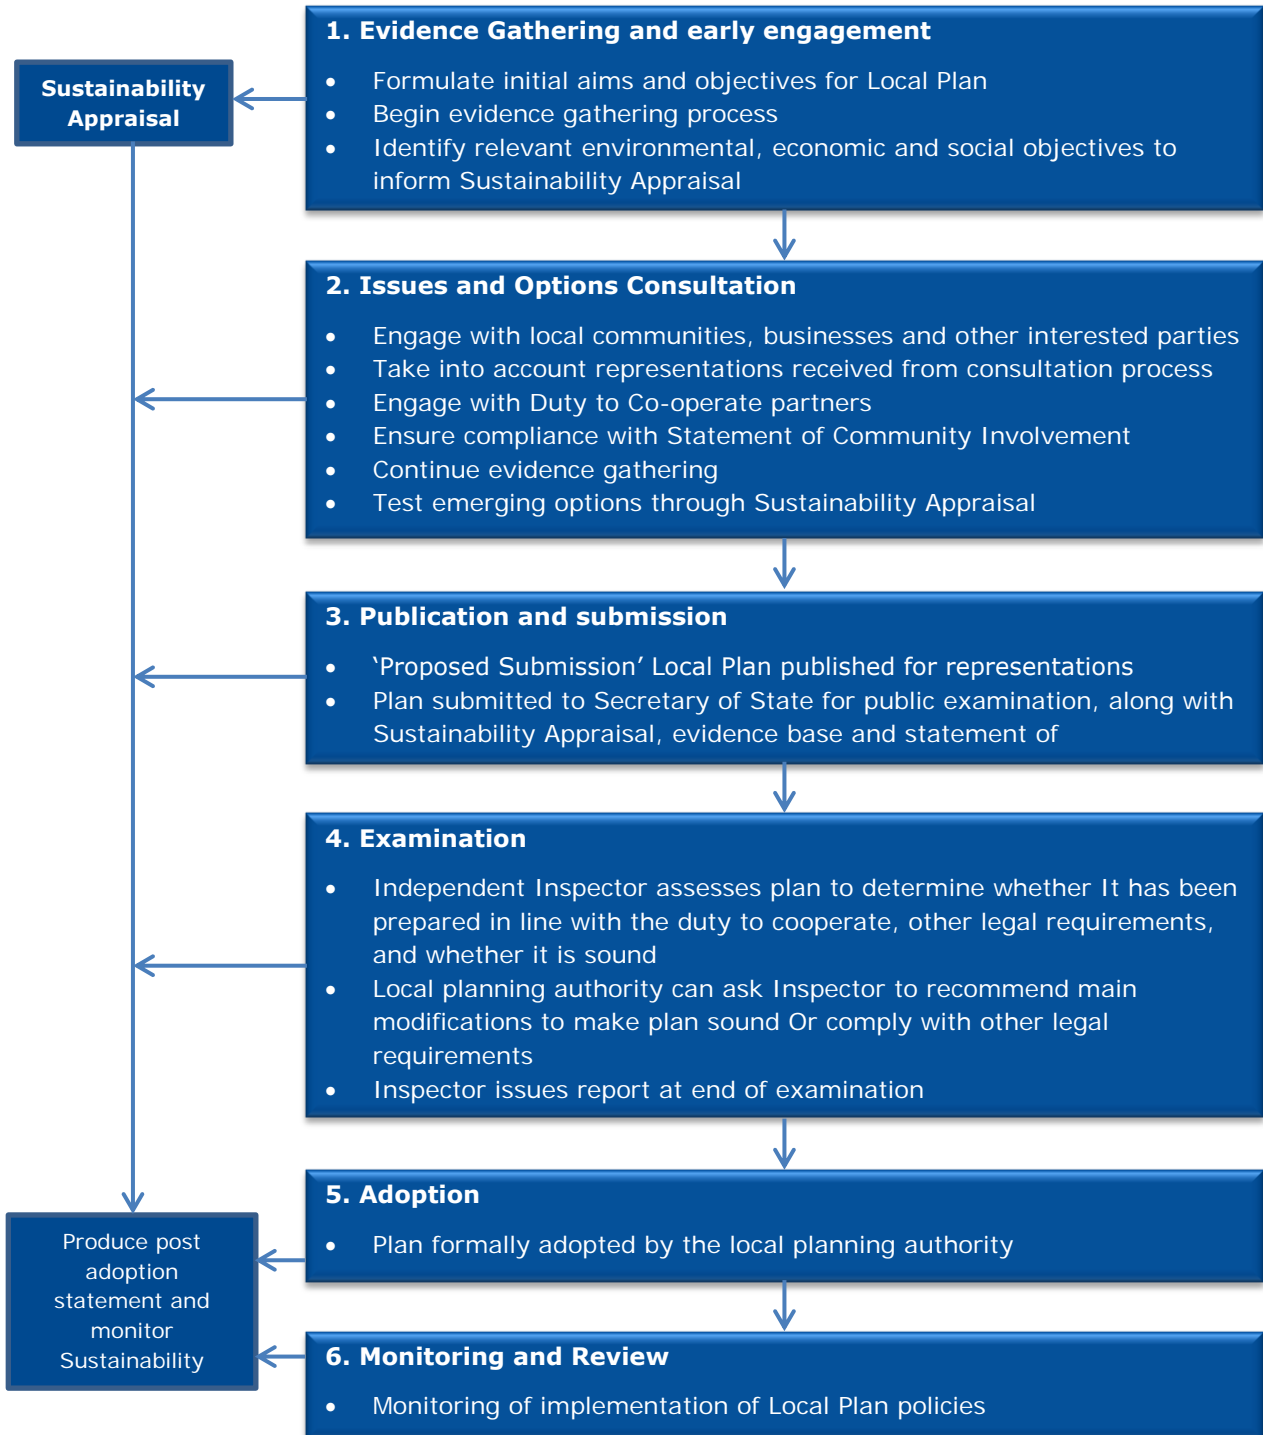 1. Evidence Gathering and early engagement
• Formulate initial aims and objectives for Local Plan
• Begin evidence gathering process
• Identify relevant environmental, economic and social objectives to
inform Sustainability Appraisal
Sustainability
Appraisal
2. Issues and Options Consultation
• Engage with local communities, businesses and other interested parties
• Take into account representations received from consultation process
• Engage with Duty to Co-operate partners
• Ensure compliance with Statement of Community Involvement
• Continue evidence gathering
• Test emerging options through Sustainability Appraisal
3. Publication and submission
• ‘Proposed Submission’ Local Plan published for representations
• Plan submitted to Secretary of State for public examination, along with
Sustainability Appraisal, evidence base and statement of
4. Examination
• Independent Inspector assesses plan to determine whether It has been
prepared in line with the duty to cooperate, other legal requirements,
and whether it is sound
• Local planning authority can ask Inspector to recommend main
modifications to make plan sound Or comply with other legal
requirements
• Inspector issues report at end of examination
5. Adoption
• Plan formally adopted by the local planning authority
Produce post
adoption
statement and
monitor
Sustainability
6. Monitoring and Review
• Monitoring of implementation of Local Plan policies